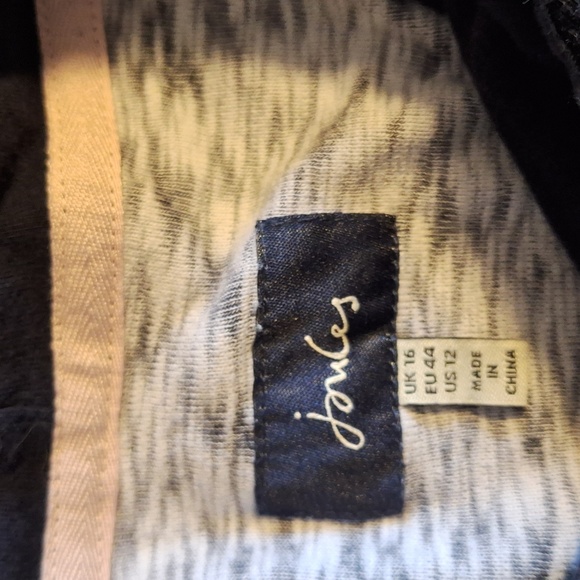 joules
UK 16
EU 44
US 12
MADE
IN
CHINA